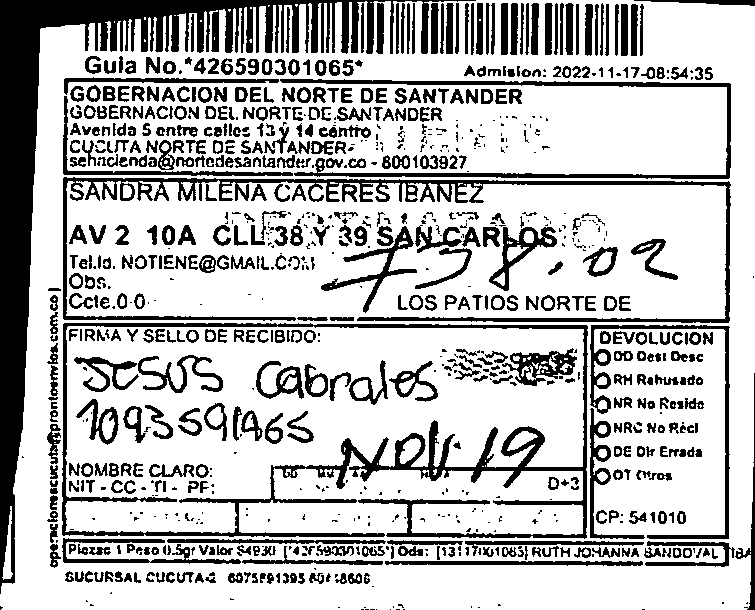 Guia No.*426590301065*
Admision: 2022-11-17-08:54:35
GOBERNACION DEL NORTE DE SANTANDER
GOBERNACION DEL NORTE DE SANTANDER
Avenida 5 entre calles 13 y 14 centro
CUCUTA NORTE DE SANTANDER-
sehacienda@nortedesantander.gov.co - 800103927
SANDRA MILENA CACERES IBANEZ
DESTINATARIO
AV 2 10A CLL 38 Y 39 SAN CARLOS
738.02
Tel.Id. NOTIENE@GMAIL.COM
Obs.
Ccte.0-0
LOS PATIOS NORTE DE
operacionescucuta@prontoenvios.com.co
FIRMA Y SELLO DE RECIBIDO:
JESUS Cabrales
1093591465
NOV. 19
NOMBRE CLARO:
NIT - CC - TI - PF:
D+3
DEVOLUCION
DD Dest Desc
RH Rehusado
NR No Reside
NRC No Recl
DE Dir Errada
OT Otros
CP: 541010
Piezas 1 Peso 0.5gr Valor $4930 ["426590301065"] Ods: [13117001063] RUTH JOHANNA SANDOVAL
SUCURSAL CUCUTA-2